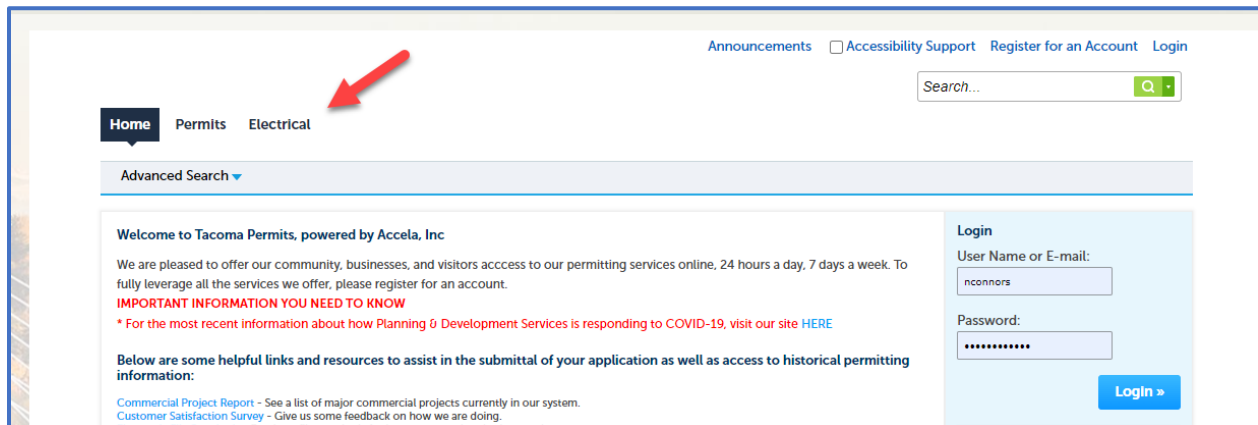 Announcements Accessibility Support Register for an Account Login
Search...
Home Permits Electrical
Advanced Search
Welcome to Tacoma Permits, powered by Accela, Inc
We are pleased to offer our community, businesses, and visitors acccess to our permitting services online, 24 hours a day, 7 days a week. To
fully leverage all the services we offer, please register for an account.
IMPORTANT INFORMATION YOU NEED TO KNOW
* For the most recent information about how Planning & Development Services is responding to COVID-19, visit our site HERE
Below are some helpful links and resources to assist in the submittal of your application as well as access to historical permitting
information:
Commercial Project Report - See a list of major commercial projects currently in our system.
Customer Satisfaction Survey - Give us some feedback on how we are doing.
Login
User Name or E-mail:
nconnors
Password:
••••••••••••
Login »